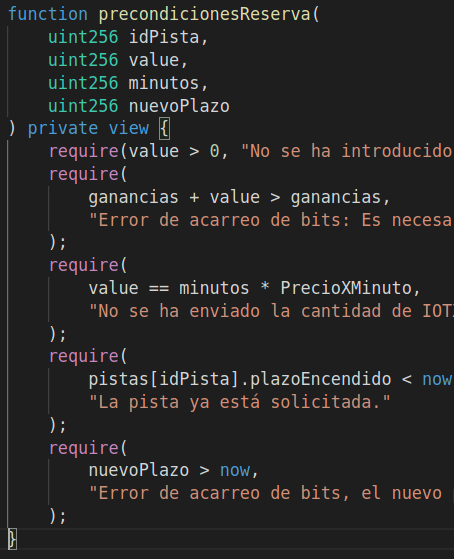 function precondicionesReserva(
    uint256 idPista,
    uint256 value,
    uint256 minutos,
    uint256 nuevoPlazo
) private view {
    require(value > 0, "No se ha introducido
    require(
        ganancias + value > ganancias,
        "Error de acarreo de bits: Es necesa
    );
    require(
        value == minutos * PrecioXMinuto,
        "No se ha enviado la cantidad de IOT
    );
    require(
        pistas[idPista].plazoEncendido < now
        "La pista ya está solicitada."
    );
    require(
        nuevoPlazo > now,
        "Error de acarreo de bits, el nuevo
    );
}